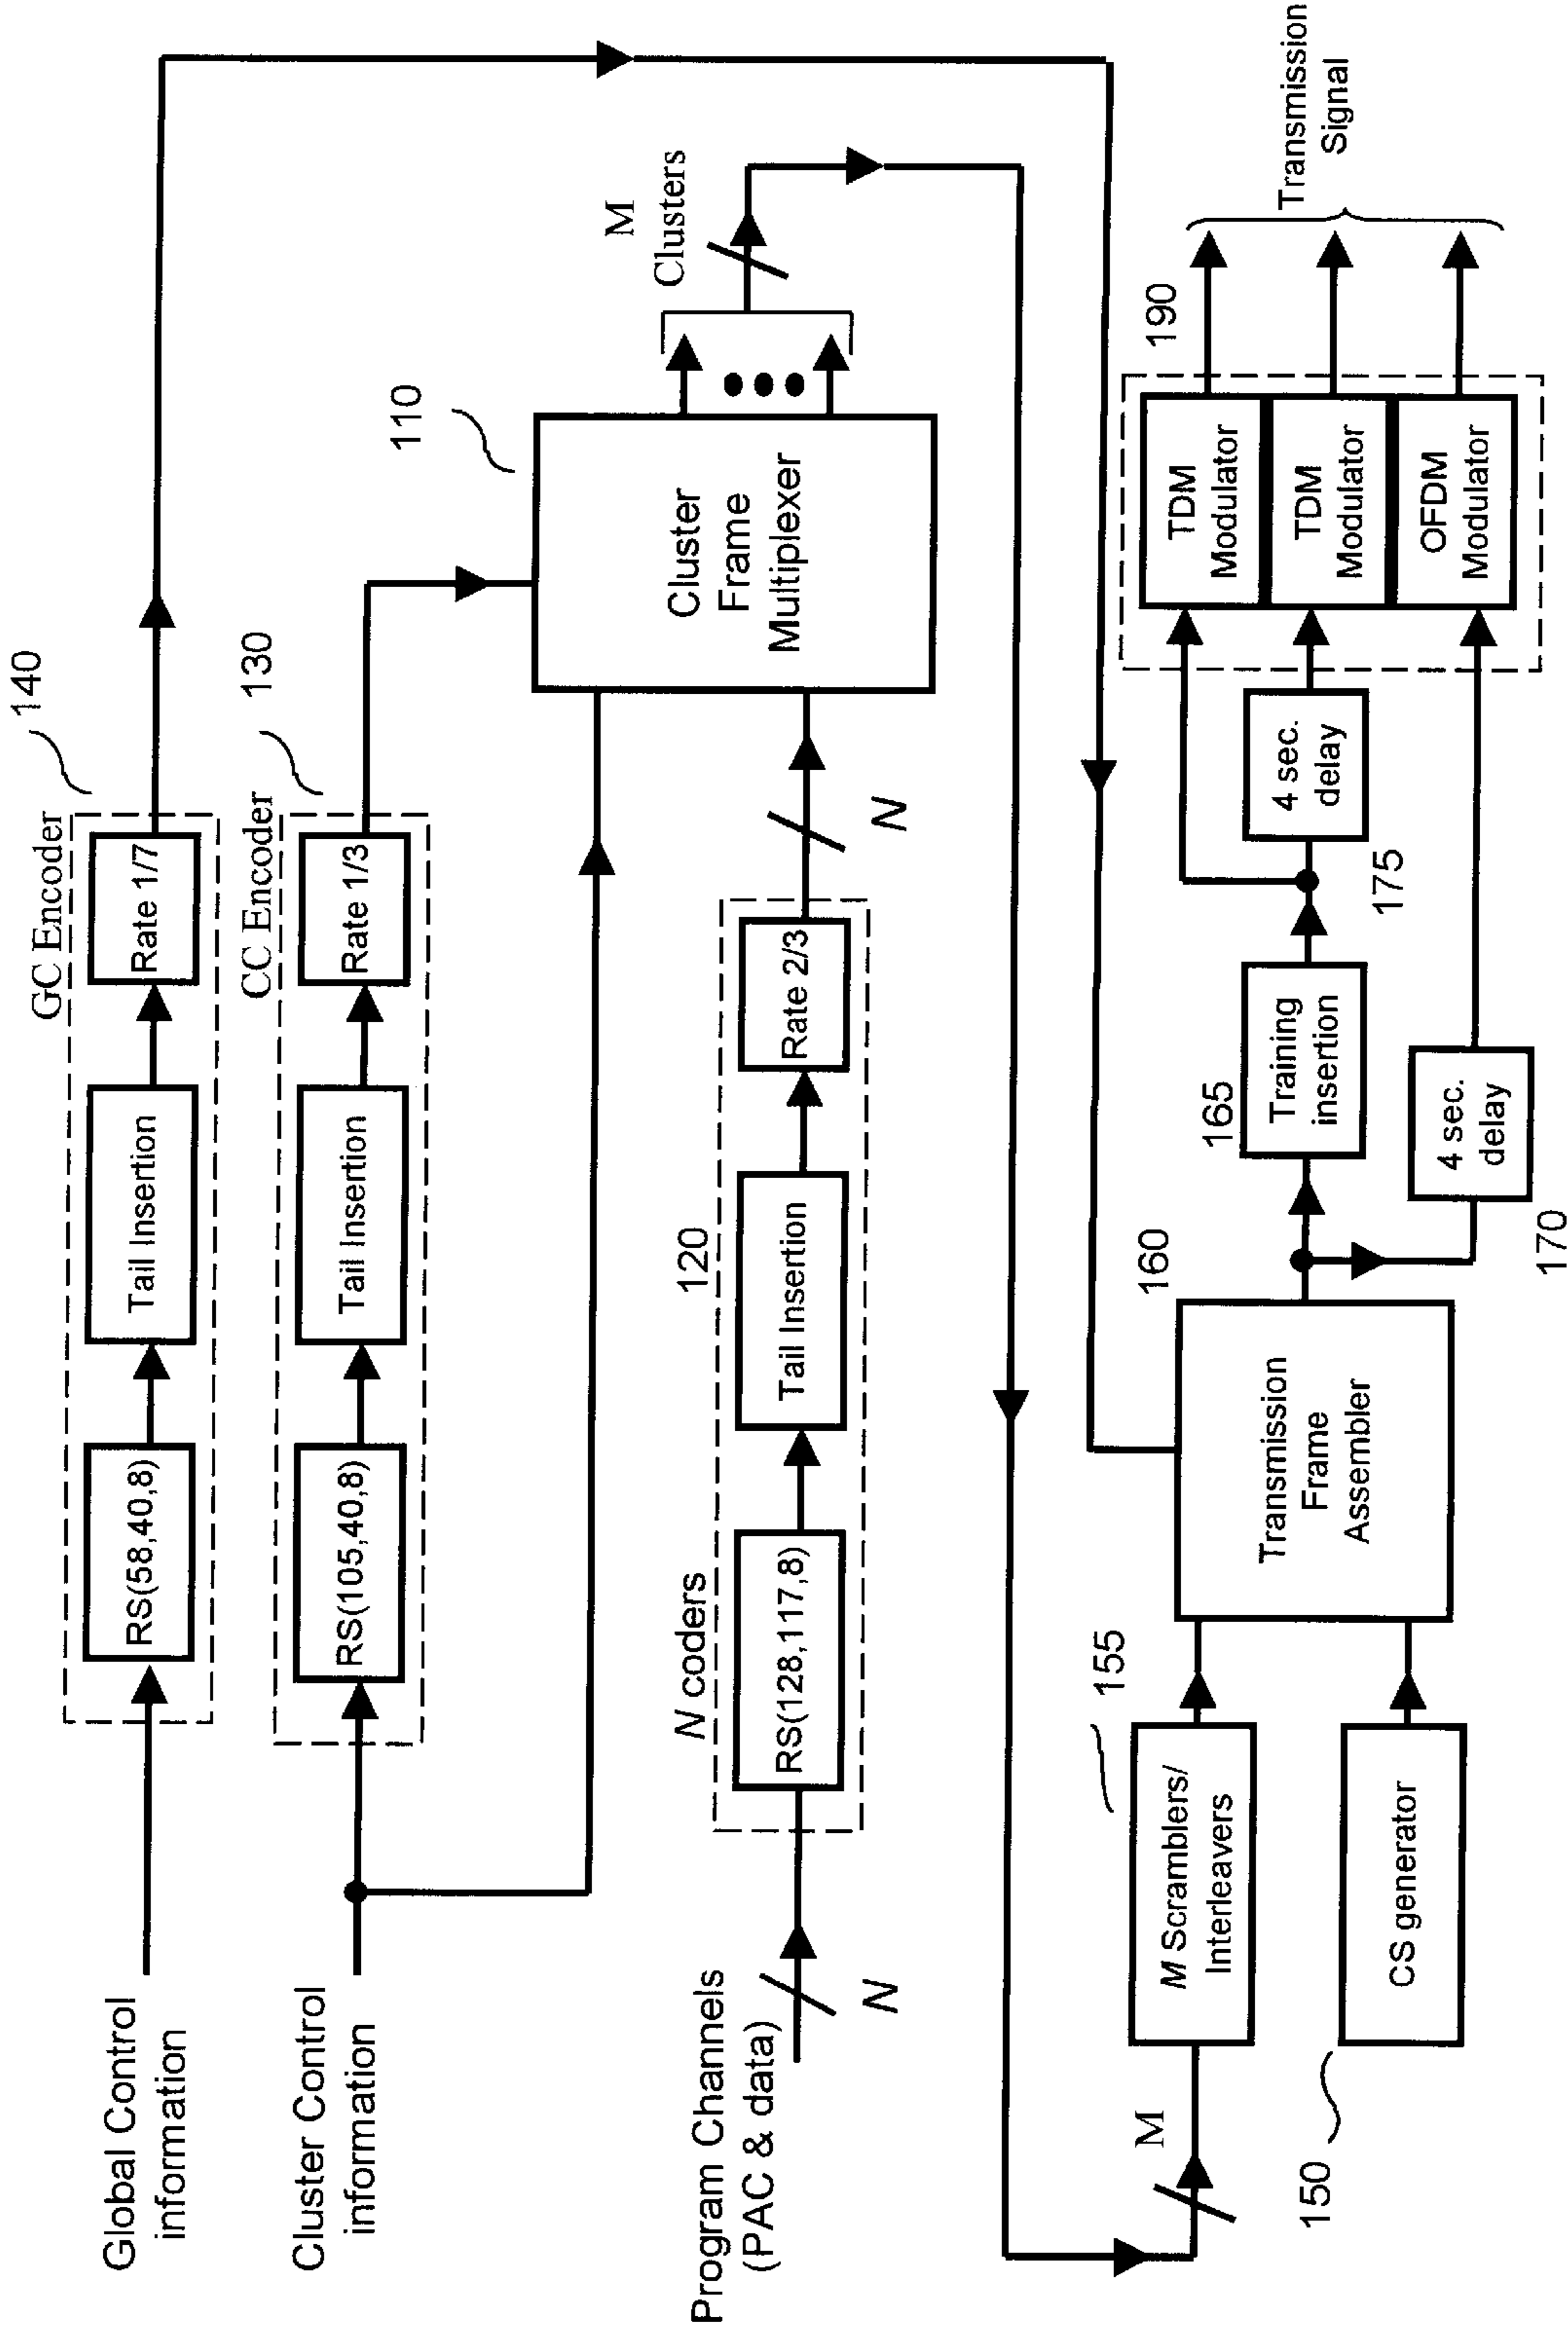 Global Control
information
RS(58,40,8)
Tail Insertion
Rate 1/7
GC Encoder
140
Cluster Control
information
RS(105,40,8)
Tail Insertion
Rate 1/3
CC Encoder
130
Program Channels
(PAC & data)
N
N coders
RS(128,117,8)
Tail Insertion
120
Rate 2/3
N
Cluster
Frame
Multiplexer
110
M
Clusters
M
M Scramblers/
Interleavers
155
CS generator
150
Transmission
Frame
Assembler
160
Training
insertion
165
4 sec.
delay
170
4 sec.
delay
175
TDM
Modulator
TDM
Modulator
OFDM
Modulator
190
Transmission
Signal